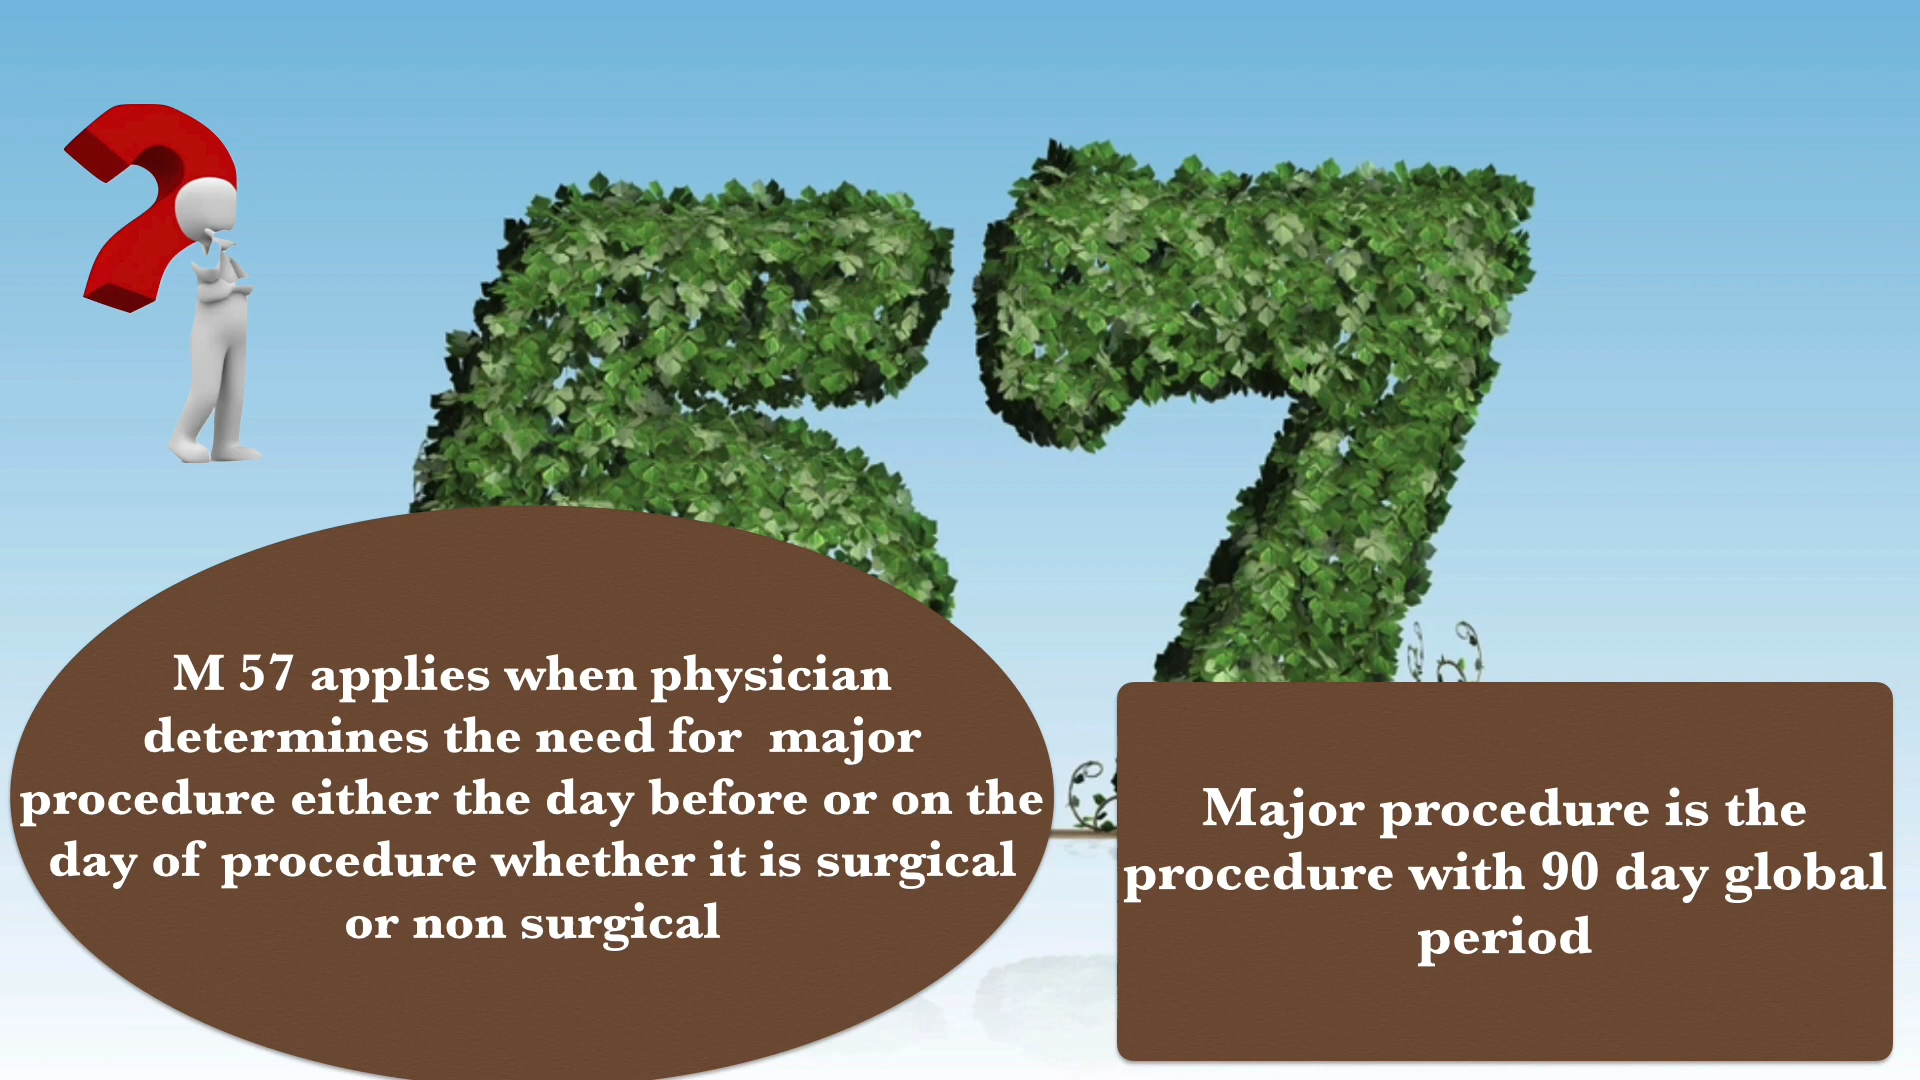 57
M 57 applies when physician
determines the need for  major
procedure either the day before or on the
day of procedure whether it is surgical
or non surgical
Major procedure is the
procedure with 90 day global
period